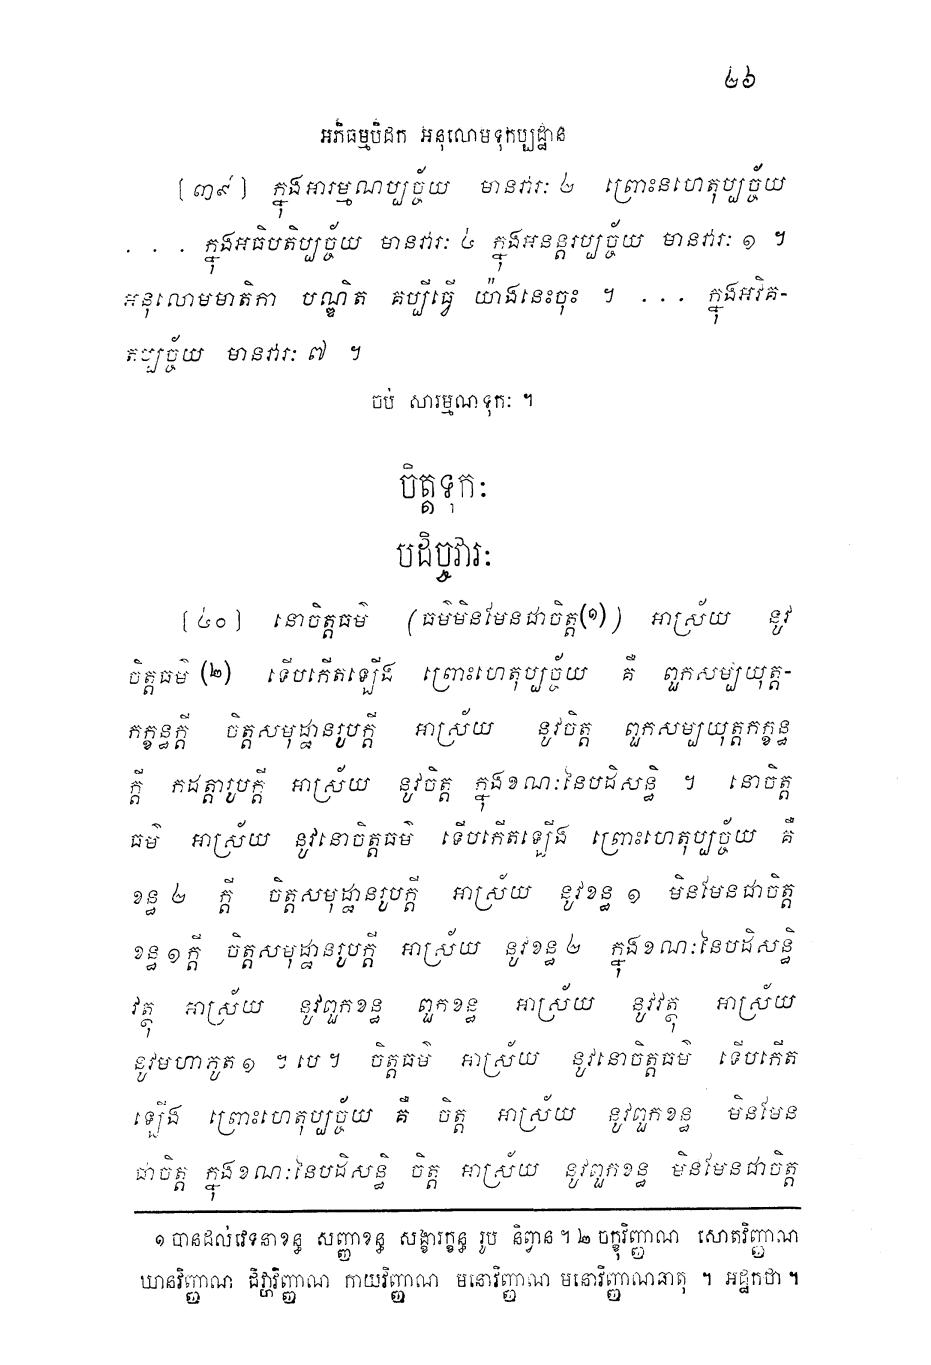 ២៦
អភិធម្មបិដក អនុលោមទុកប្បដ្ឋាន
[៣៩] ក្នុងអារម្មណប្បច្ច័យ មានវារៈ ២ ព្រោះនហេតុប្បច្ច័យ
. . . ក្នុងអធិបតិប្បច្ច័យ មានវារៈ ៤ ក្នុងអនន្តរប្បច្ច័យ មានវារៈ ១ ។
អនុលោមមាតិកា បណ្ឌិត គប្បីធ្វើ យ៉ាងនេះចុះ ។ . . . ក្នុងអវិគ-
តប្បច្ច័យ មានវារៈ ៧ ។
ចប់ សារម្មណទុកៈ ។
ចិត្តទុកៈ
បដិច្ចវារៈ
[៤០] នោចិត្តធម៌ (ធម៌មិនមែនជាចិត្ត(១)) អាស្រ័យ នូវ
ចិត្តធម៌ (២) ទើបកើតឡើង ព្រោះហេតុប្បច្ច័យ គឺ ពួកសម្បយុត្ត-
កក្ខន្ធក្តី ចិត្តសមុដ្ឋានរូបក្តី អាស្រ័យ នូវចិត្ត ពួកសម្បយុត្តកក្ខន្ធ
ក្តី កដត្តារូបក្តី អាស្រ័យ នូវចិត្ត ក្នុងខណៈនៃបដិសន្ធិ ។ នោចិត្ត
ធម៌ អាស្រ័យ នូវនោចិត្តធម៌ ទើបកើតឡើង ព្រោះហេតុប្បច្ច័យ គឺ
ខន្ធ ២ ក្តី ចិត្តសមុដ្ឋានរូបក្តី អាស្រ័យ នូវខន្ធ ១ មិនមែនជាចិត្ត
ខន្ធ ១ ក្តី ចិត្តសមុដ្ឋានរូបក្តី អាស្រ័យ នូវខន្ធ ២ ក្នុងខណៈនៃបដិសន្ធិ
វត្ថុ អាស្រ័យ នូវពួកខន្ធ ពួកខន្ធ អាស្រ័យ នូវវត្ថុ អាស្រ័យ
នូវមហាភូត ១ ។ បេ ។ ចិត្តធម៌ អាស្រ័យ នូវនោចិត្តធម៌ ទើបកើត
ឡើង ព្រោះហេតុប្បច្ច័យ គឺ ចិត្ត អាស្រ័យ នូវពួកខន្ធ មិនមែន
ជាចិត្ត ក្នុងខណៈនៃបដិសន្ធិ ចិត្ត អាស្រ័យ នូវពួកខន្ធ មិនមែនជាចិត្ត
១ បានដល់វេទនាខន្ធ សញ្ញាខន្ធ សង្ខារក្ខន្ធ រូប និព្វាន ។ ២ ចក្ខុវិញ្ញាណ សោតវិញ្ញាណ
ឃានវិញ្ញាណ ជិវ្ហាវិញ្ញាណ កាយវិញ្ញាណ មនោវិញ្ញាណ មនោវិញ្ញាណធាតុ ។ អដ្ឋកថា ។